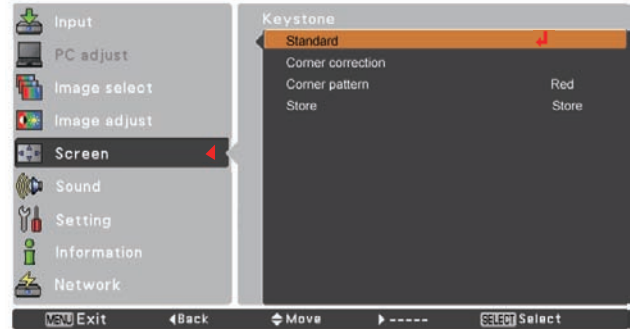 Input
PC adjust
Image select
Image adjust
Screen
Sound
Setting
Information
Network
Keystone
Standard
Corner correction
Corner pattern Red
Store Store
MENU Exit Back Move ----- SELECT Select